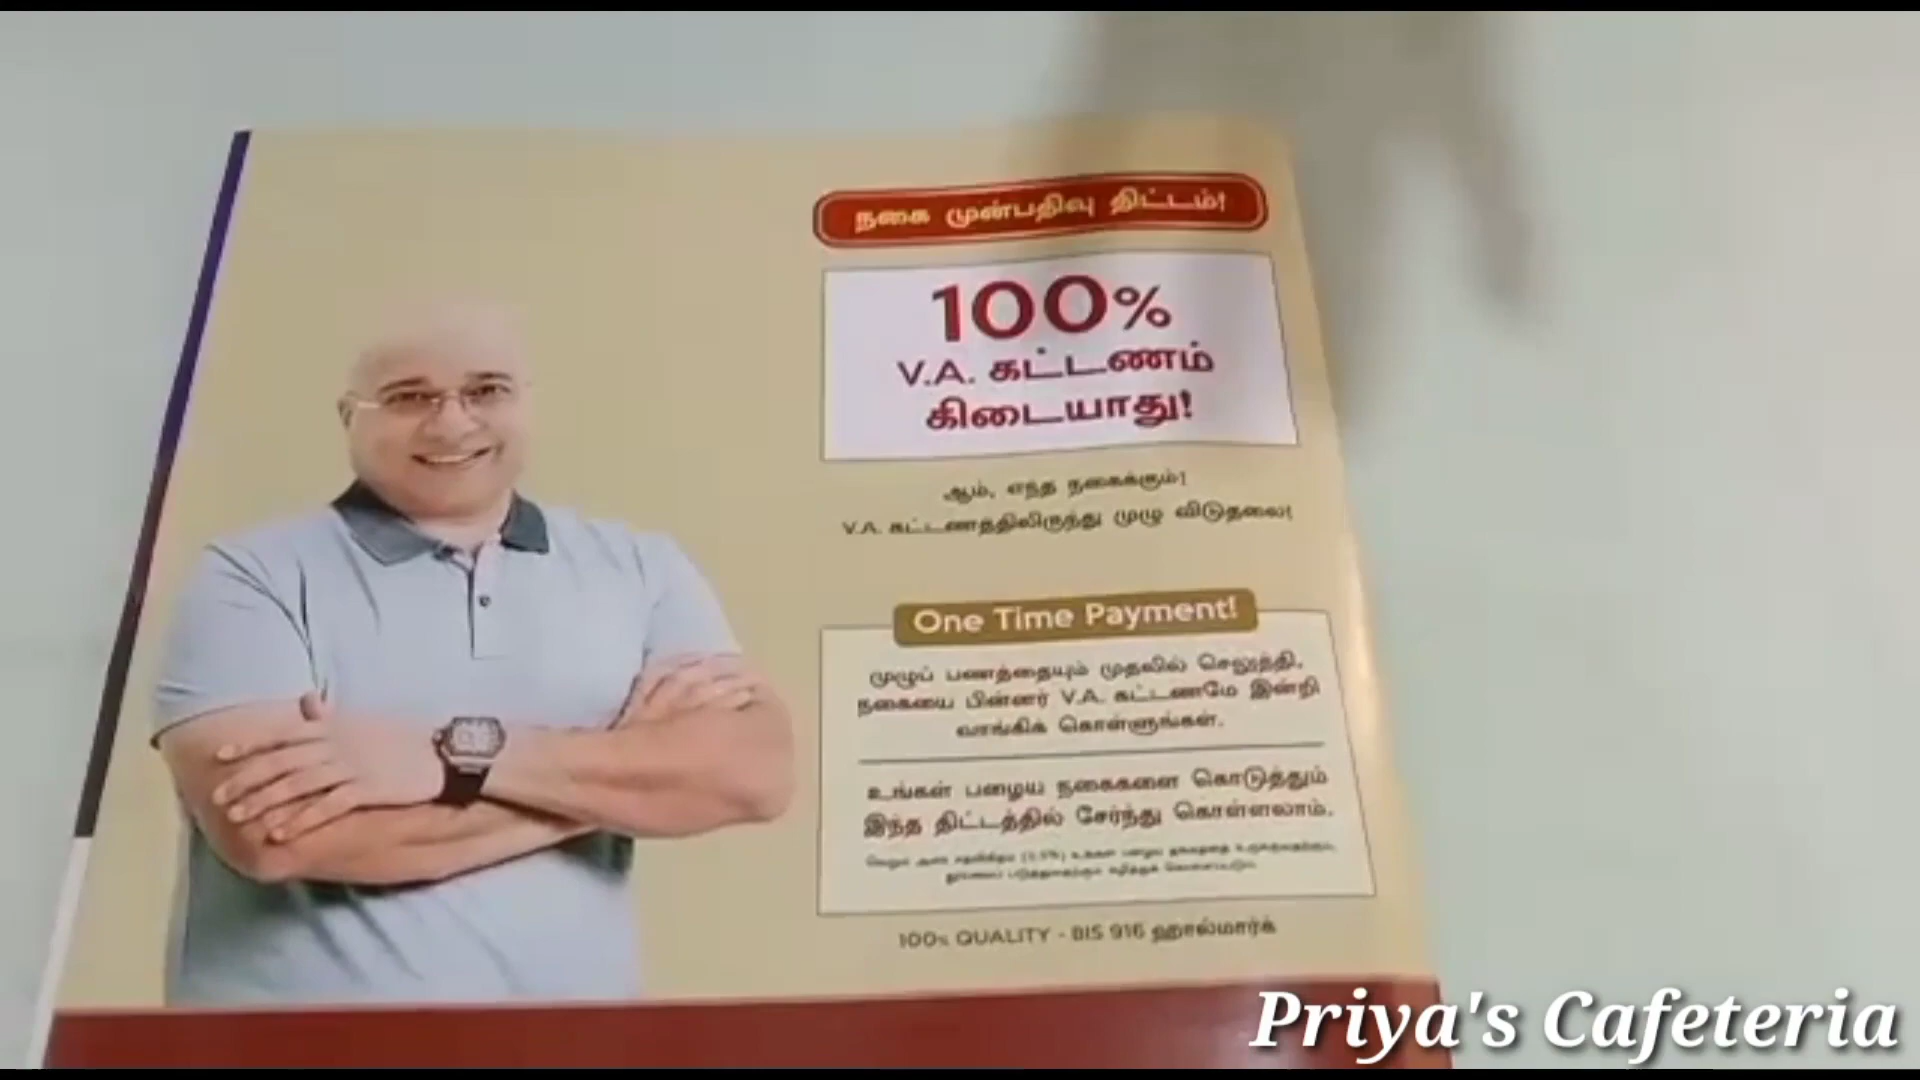 நகை முன்பதிவு திட்டம்!
100%
V.A. கட்டணம்
கிடையாது!
ஆம், எந்த நகைக்கும்!
V.A. கட்டணத்திலிருந்து முழு விடுதலை!
One Time Payment!
முழுப் பணத்தையும் முதலில் செலுத்தி,
நகையை பின்னர் V.A. கட்டணமே இன்றி
வாங்கிக் கொள்ளுங்கள்.
உங்கள் பழைய நகைகளை கொடுத்தும்
இந்த திட்டத்தில் சேர்ந்து கொள்ளலாம்.
100% QUALITY - BIS 916 ஹால்மார்க்
Priya's Cafeteria